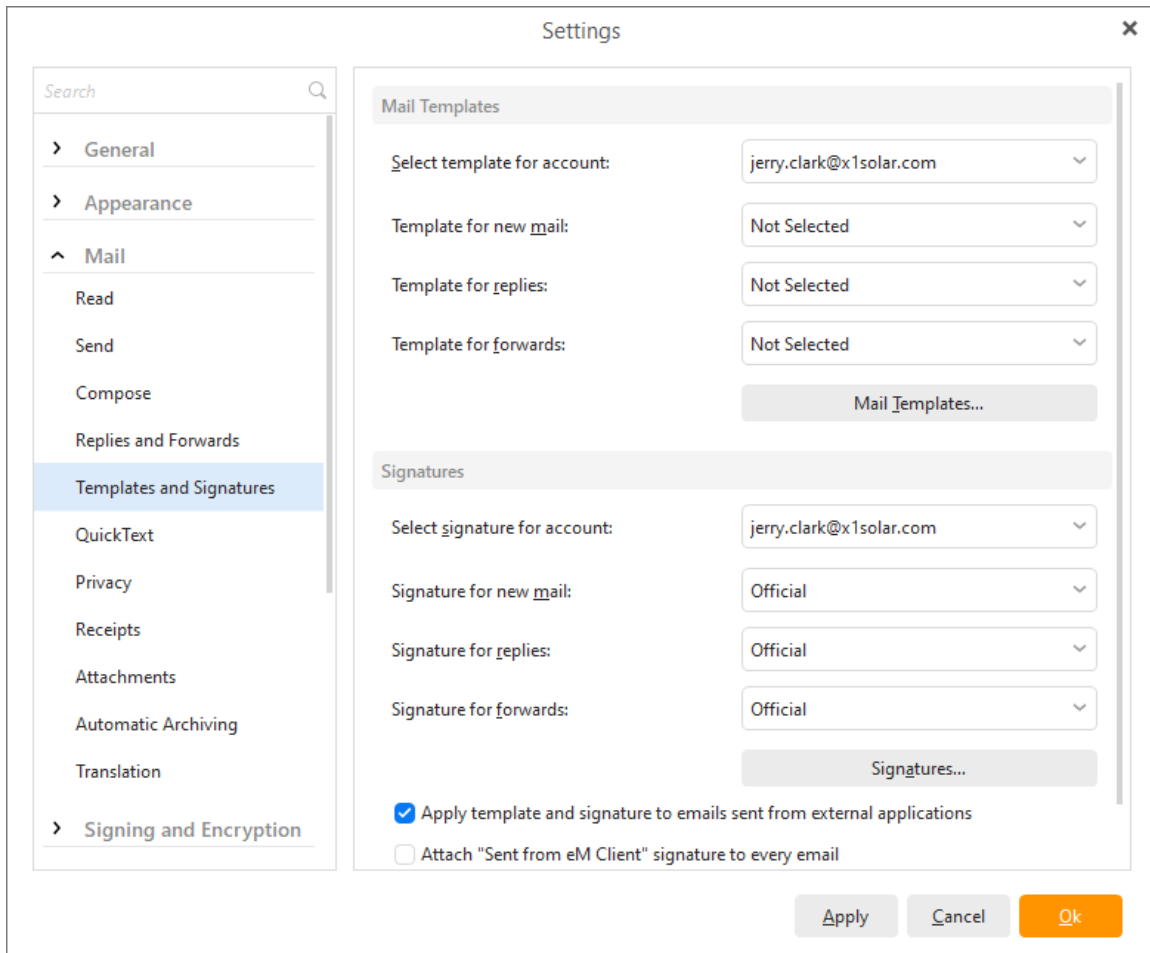 Settings
Search
General
Appearance
Mail
Read
Send
Compose
Replies and Forwards
Templates and Signatures
QuickText
Privacy
Receipts
Attachments
Automatic Archiving
Translation
Signing and Encryption
Mail Templates
Select template for account: jerry.clark@x1solar.com
Template for new mail: Not Selected
Template for replies: Not Selected
Template for forwards: Not Selected
Mail Templates...
Signatures
Select signature for account: jerry.clark@x1solar.com
Signature for new mail: Official
Signature for replies: Official
Signature for forwards: Official
Signatures...
Apply template and signature to emails sent from external applications
Attach "Sent from eM Client" signature to every email
Apply Cancel Ok